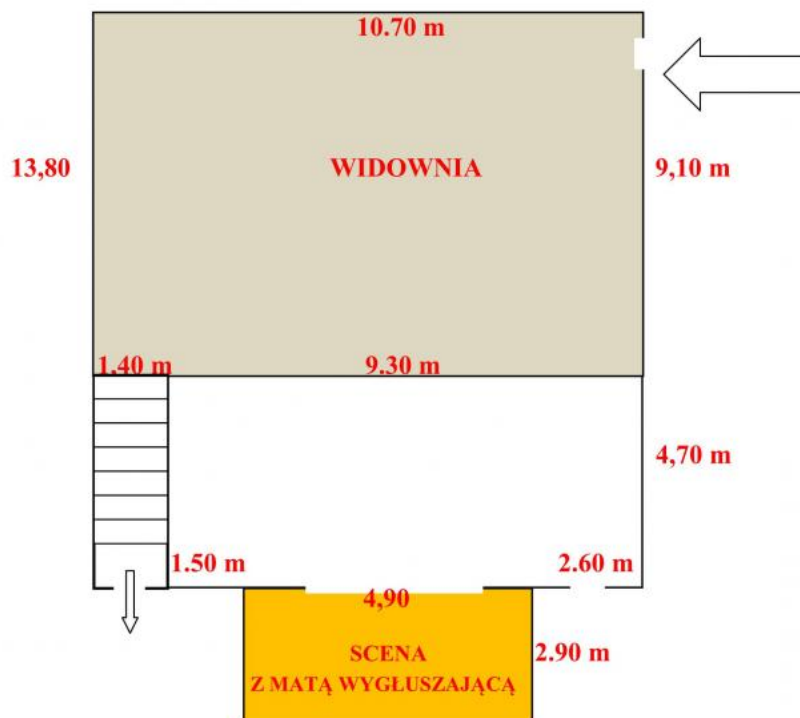 10.70 m
13,80
WIDOWNIA
9,10 m
1,40 m
9.30 m
4,70 m
1.50 m
2.60 m
4,90
SCENA
2.90 m
Z MATĄ WYGŁUSZAJĄCĄ